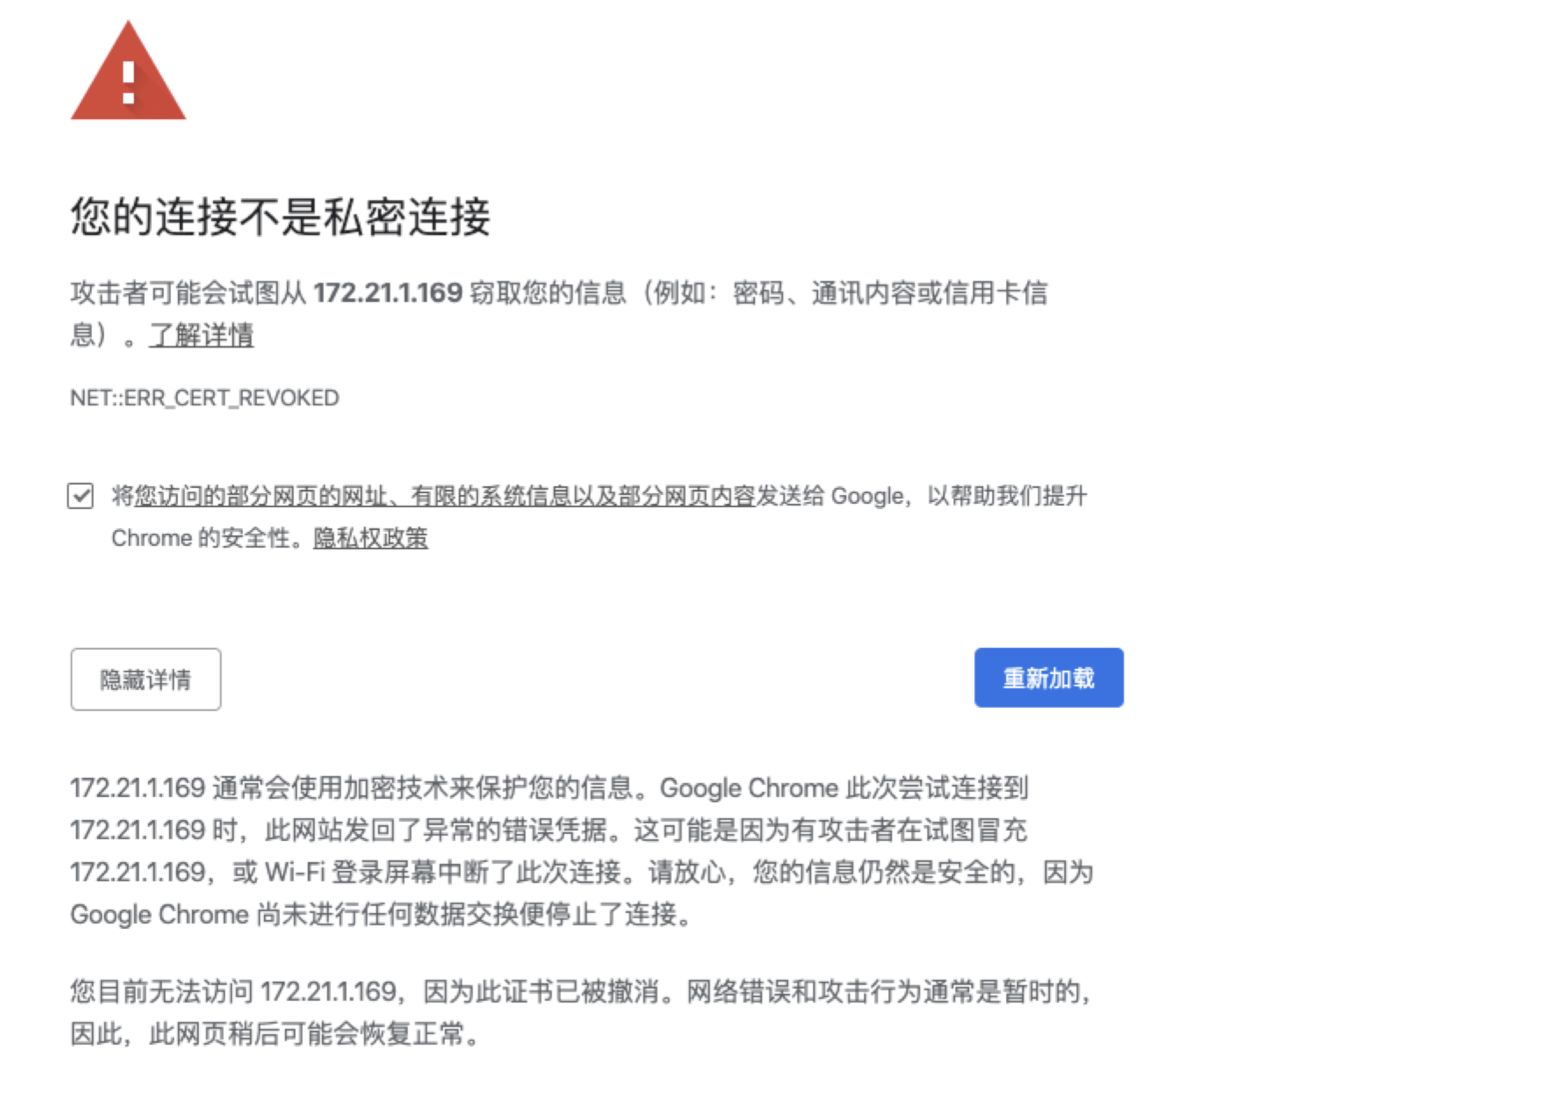 您的连接不是私密连接
攻击者可能会试图从 172.21.1.169 窃取您的信息（例如：密码、通讯内容或信用卡信
息）。了解详情
NET::ERR_CERT_REVOKED
将您访问的部分网页的网址、有限的系统信息以及部分网页内容发送给 Google，以帮助我们提升
Chrome 的安全性。隐私权政策
隐藏详情
重新加载
172.21.1.169 通常会使用加密技术来保护您的信息。Google Chrome 此次尝试连接到
172.21.1.169 时，此网站发回了异常的错误凭据。这可能是因为有攻击者在试图冒充
172.21.1.169，或 Wi-Fi 登录屏幕中断了此次连接。请放心，您的信息仍然是安全的，因为
Google Chrome 尚未进行任何数据交换便停止了连接。
您目前无法访问 172.21.1.169，因为此证书已被撤消。网络错误和攻击行为通常是暂时的，
因此，此网页稍后可能会恢复正常。